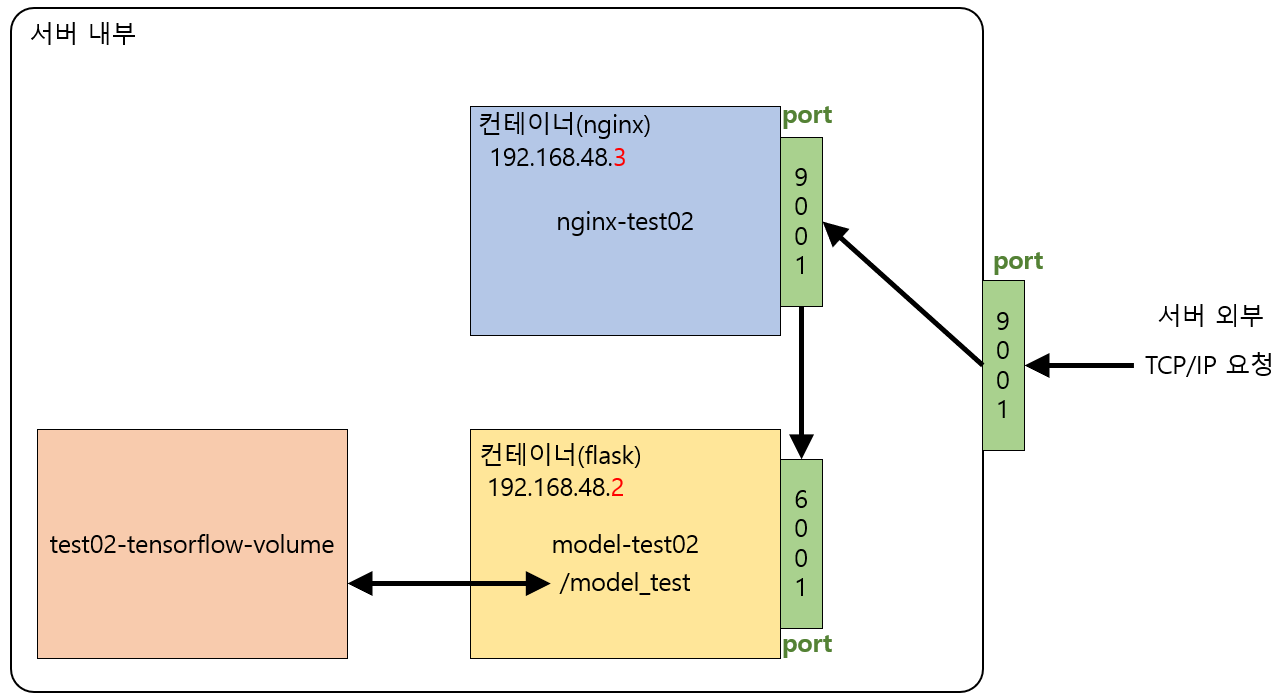 서버 내부
port
컨테이너(nginx)
192.168.48.3
9
0
0
1
nginx-test02
port
9
0
0
1
서버 외부
TCP/IP 요청
컨테이너(flask)
192.168.48.2
6
0
0
1
test02-tensorflow-volume
model-test02
/model_test
port